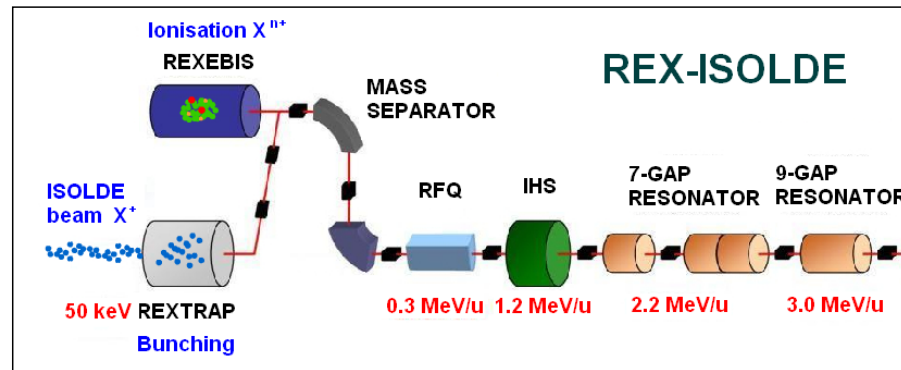 Ionisation X n+
REXEBIS
REX-ISOLDE
MASS
SEPARATOR
ISOLDE
beam X+
RFQ
IHS
7-GAP
RESONATOR
9-GAP
RESONATOR
50 keV REXTRAP
0.3 MeV/u
1.2 MeV/u
2.2 MeV/u
3.0 MeV/u
Bunching